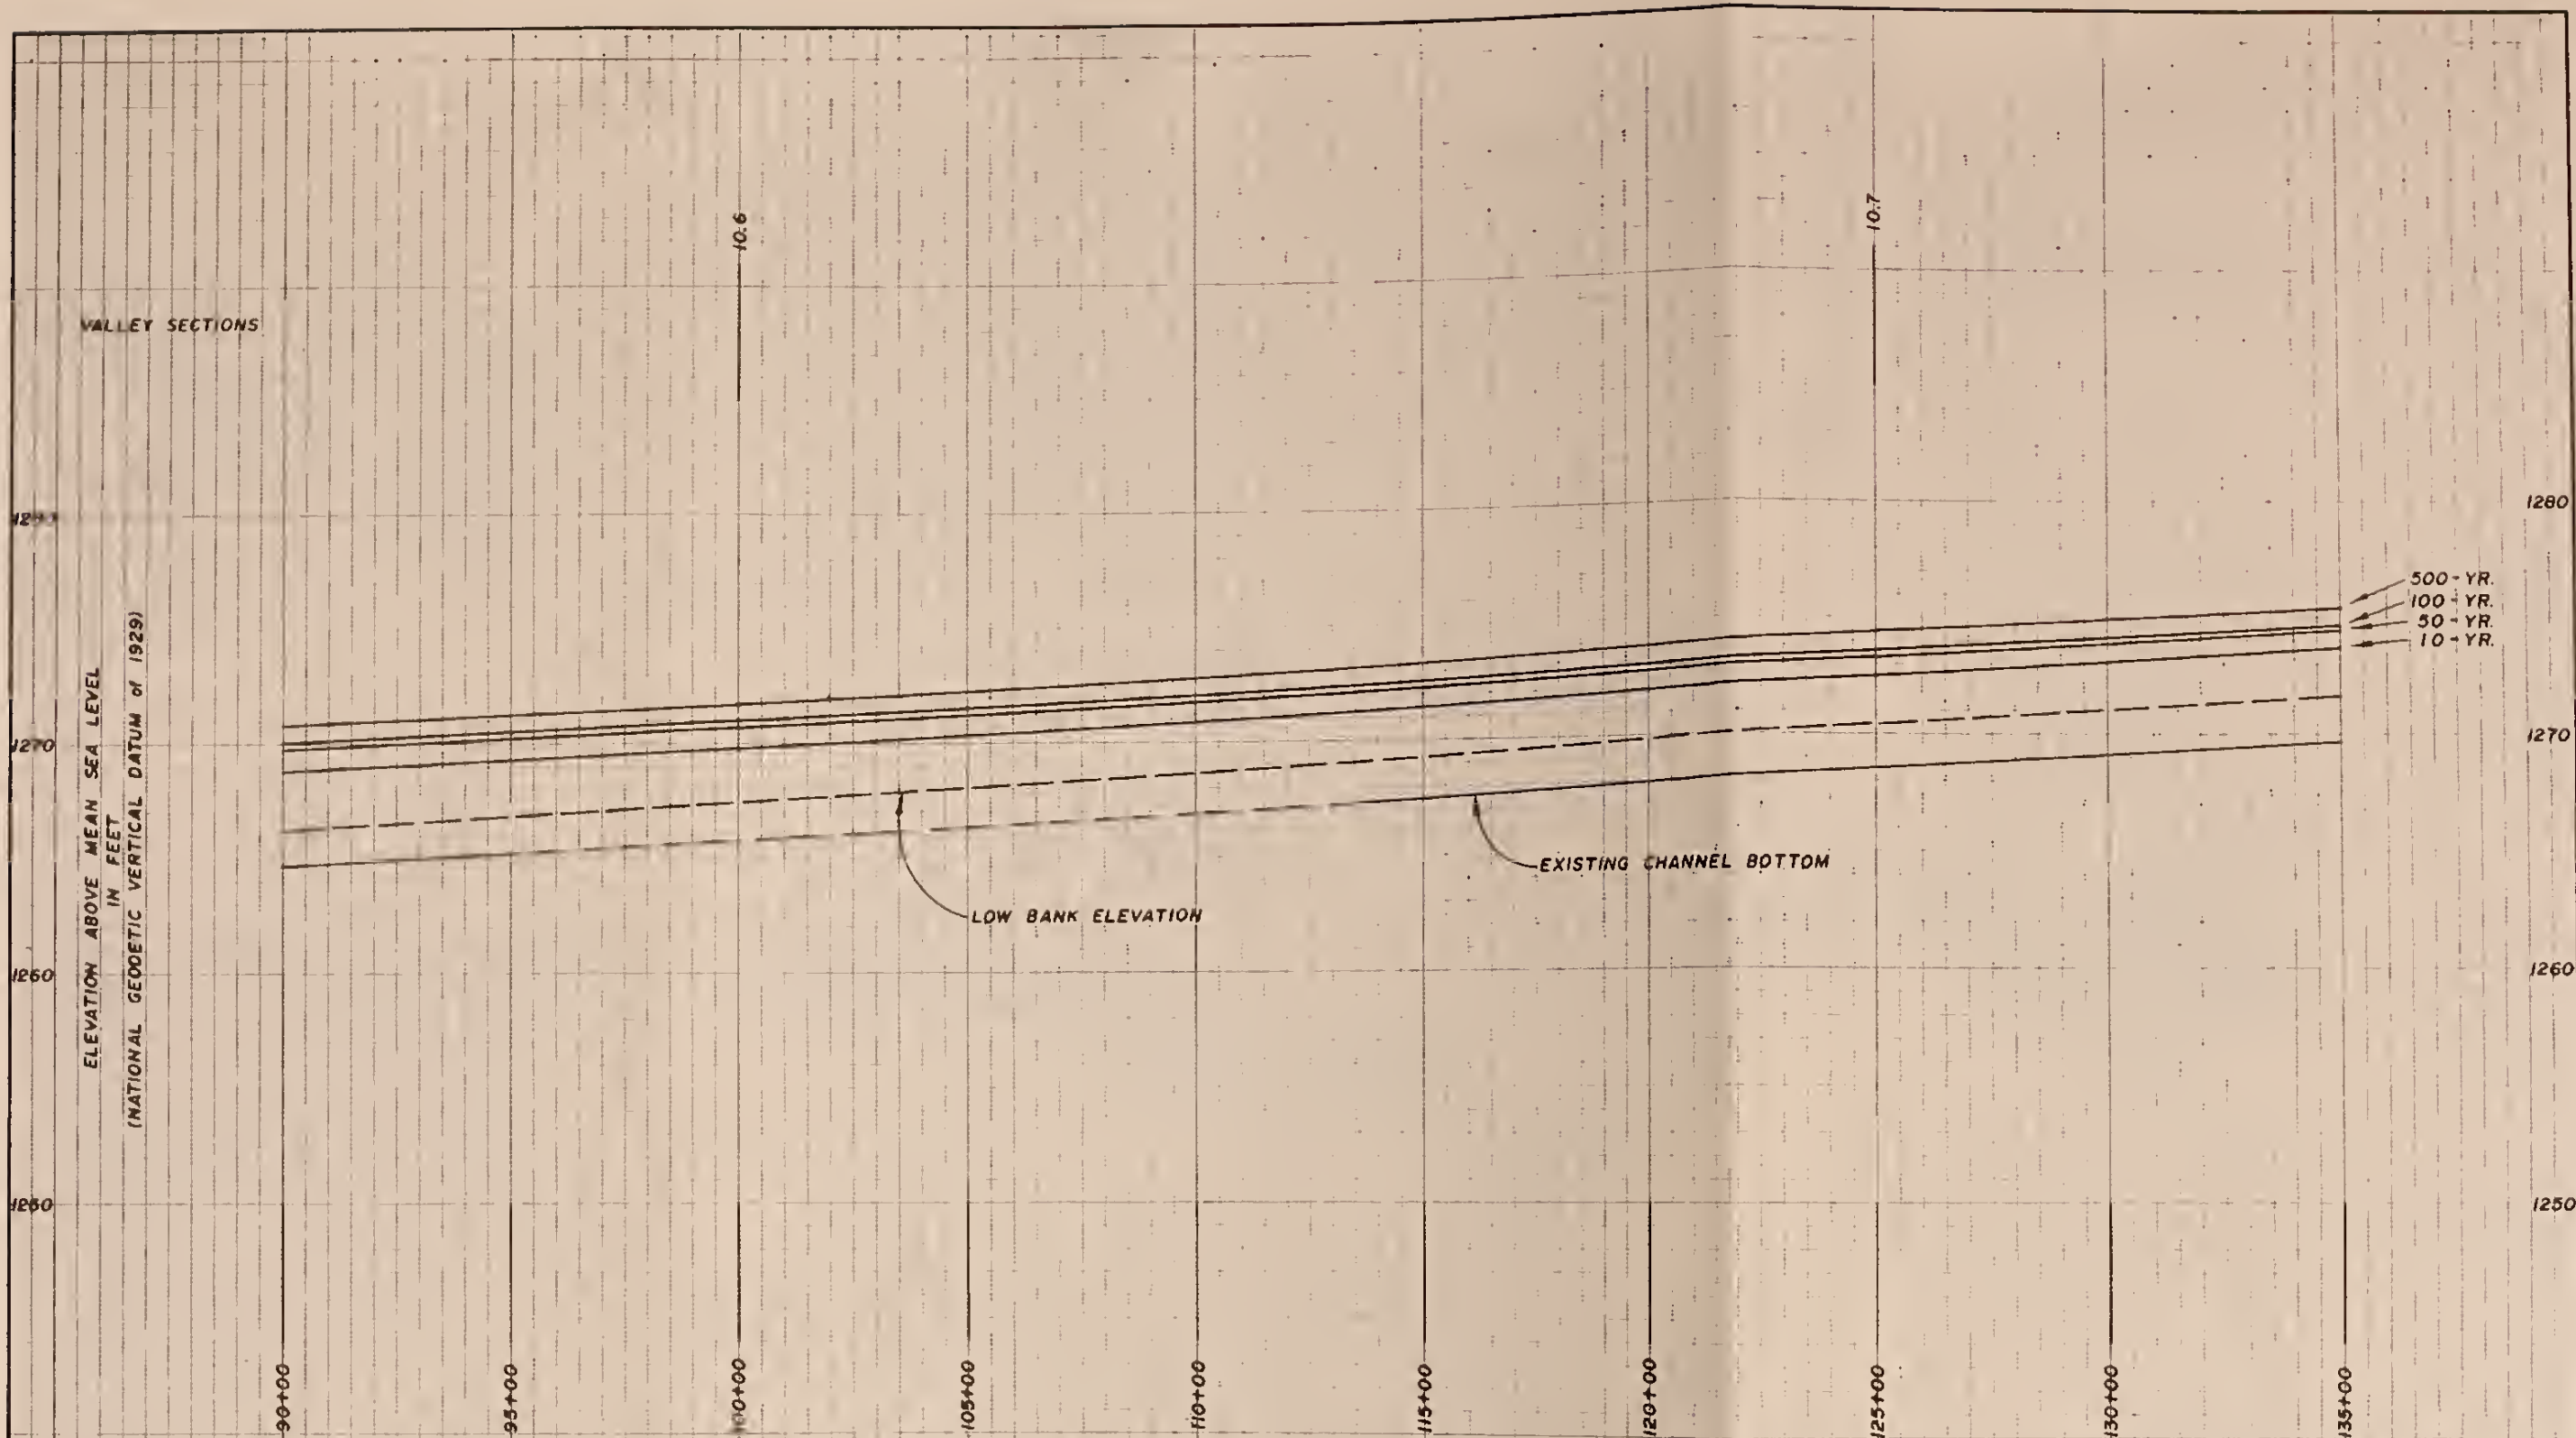 10.6
10.7
VALLEY SECTIONS
1280
500-YR.
100-YR.
50-YR.
10-YR.
1270
1270
ELEVATION ABOVE MEAN SEA LEVEL
IN FEET
(NATIONAL GEODETIC VERTICAL DATUM of 1929)
EXISTING CHANNEL BOTTOM
LOW BANK ELEVATION
1260
1260
1250
1250
90+00
95+00
100+00
105+00
110+00
115+00
120+00
125+00
130+00
135+00